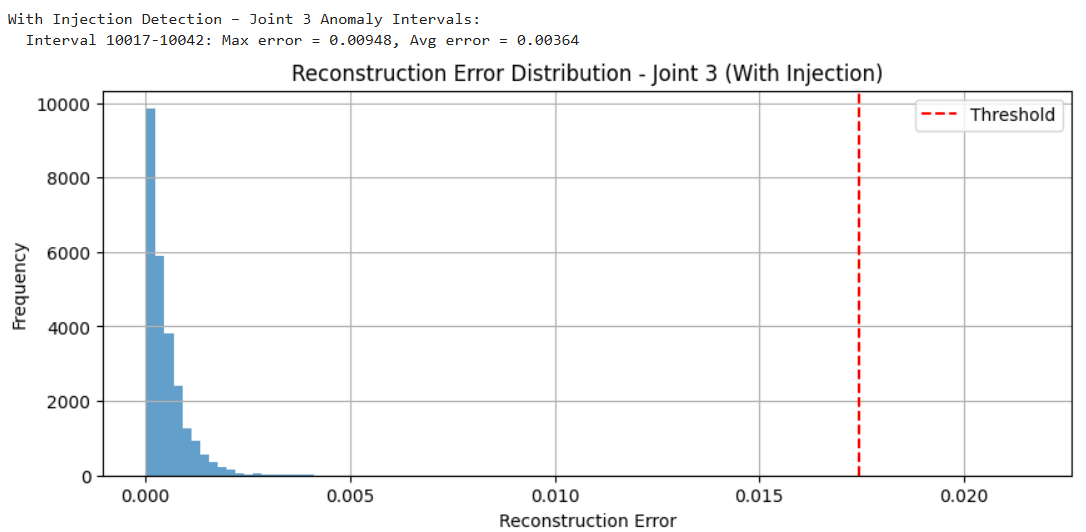 With Injection Detection – Joint 3 Anomaly Intervals:
Interval 10017-10042: Max error = 0.00948, Avg error = 0.00364
Reconstruction Error Distribution - Joint 3 (With Injection)
10000
8000
6000
4000
2000
0
Frequency
Threshold
0.000 0.005 0.010 0.015 0.020
Reconstruction Error